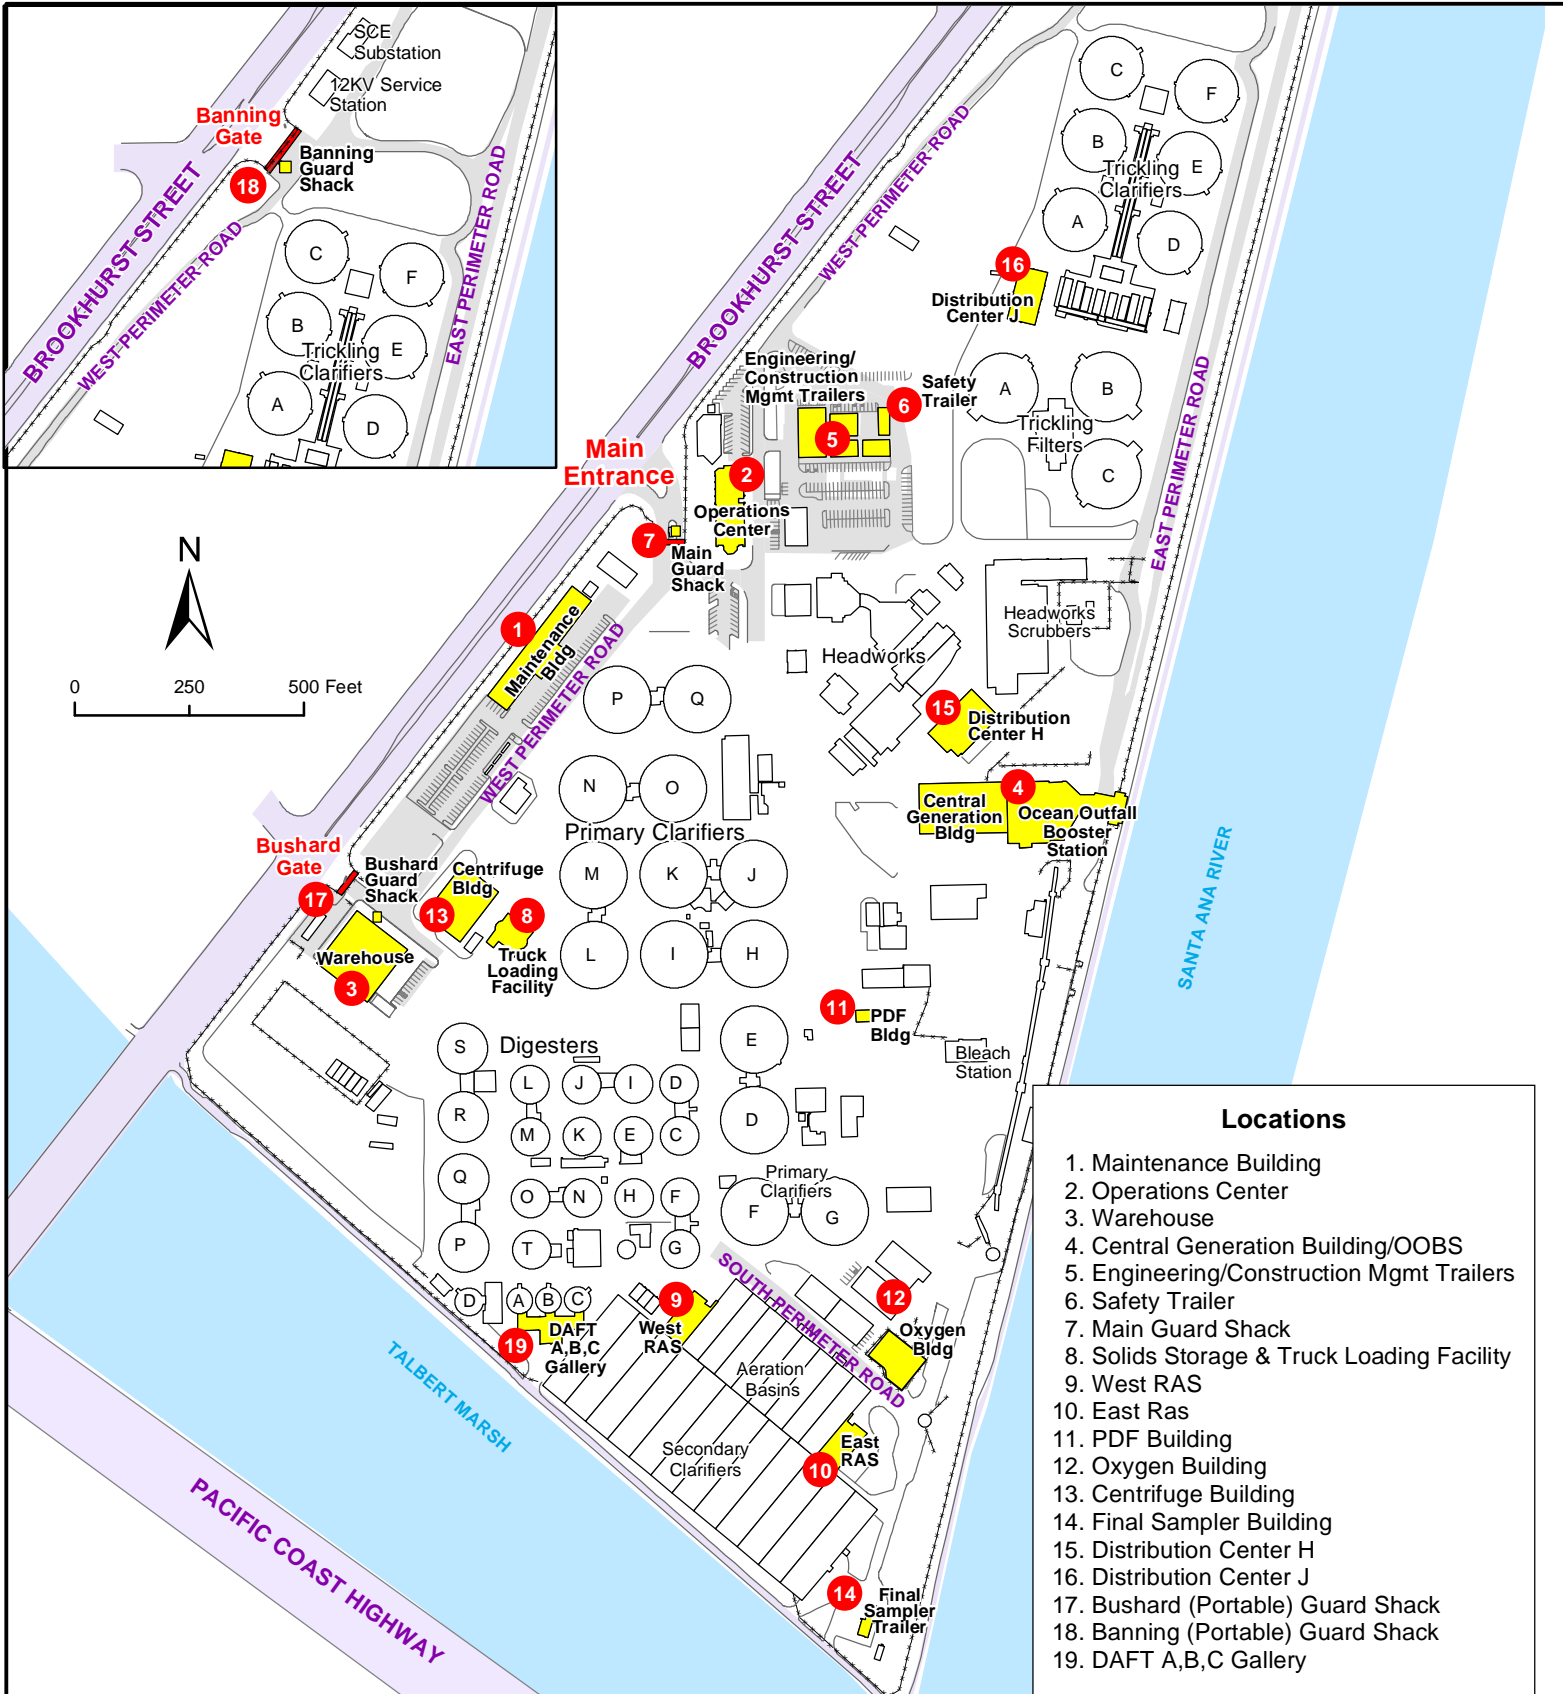 SCE
Substation
12KV Service
Station
Banning
Gate
Banning
Guard
Shack
18
BROOKHURST STREET
WEST PERIMETER ROAD
EAST PERIMETER ROAD
C
F
B
E
Trickling
Clarifiers
A
D
BROOKHURST STREET
WEST PERIMETER ROAD
C
F
B
E
Trickling
Clarifiers
A
D
16
Distribution
Center J
Engineering/
Construction
Mgmt Trailers
6
Safety
Trailer
5
A
B
Trickling
Filters
C
EAST PERIMETER ROAD
Main
Entrance
2
Operations
Center
7
Main
Guard
Shack
N
0
250
500 Feet
1
Maintenance
Bldg
WEST PERIMETER ROAD
Headworks
Scrubbers
Headworks
15
Distribution
Center H
P
Q
N
O
Primary Clarifiers
M
K
J
L
I
H
4
Central
Generation
Bldg
Ocean Outfall
Booster
Station
Bushard
Gate
17
Bushard
Guard
Shack
Centrifuge
Bldg
13
8
Truck
Loading
Facility
Warehouse
3
SANTA ANA RIVER
11
PDF
Bldg
Bleach
Station
E
D
Digesters
S
R
Q
P
L
J
I
D
M
K
E
C
O
N
H
F
T
G
Primary
Clarifiers
F
G
SOUTH PERIMETER ROAD
12
Oxygen
Bldg
D
A
B
C
19
DAFT
A,B,C
Gallery
9
West
RAS
Aeration
Basins
Secondary
Clarifiers
East
RAS
10
14
Final
Sampler
Trailer
TALBERT MARSH
PACIFIC COAST HIGHWAY
Locations
1. Maintenance Building
2. Operations Center
3. Warehouse
4. Central Generation Building/OOBS
5. Engineering/Construction Mgmt Trailers
6. Safety Trailer
7. Main Guard Shack
8. Solids Storage & Truck Loading Facility
9. West RAS
10. East Ras
11. PDF Building
12. Oxygen Building
13. Centrifuge Building
14. Final Sampler Building
15. Distribution Center H
16. Distribution Center J
17. Bushard (Portable) Guard Shack
18. Banning (Portable) Guard Shack
19. DAFT A,B,C Gallery